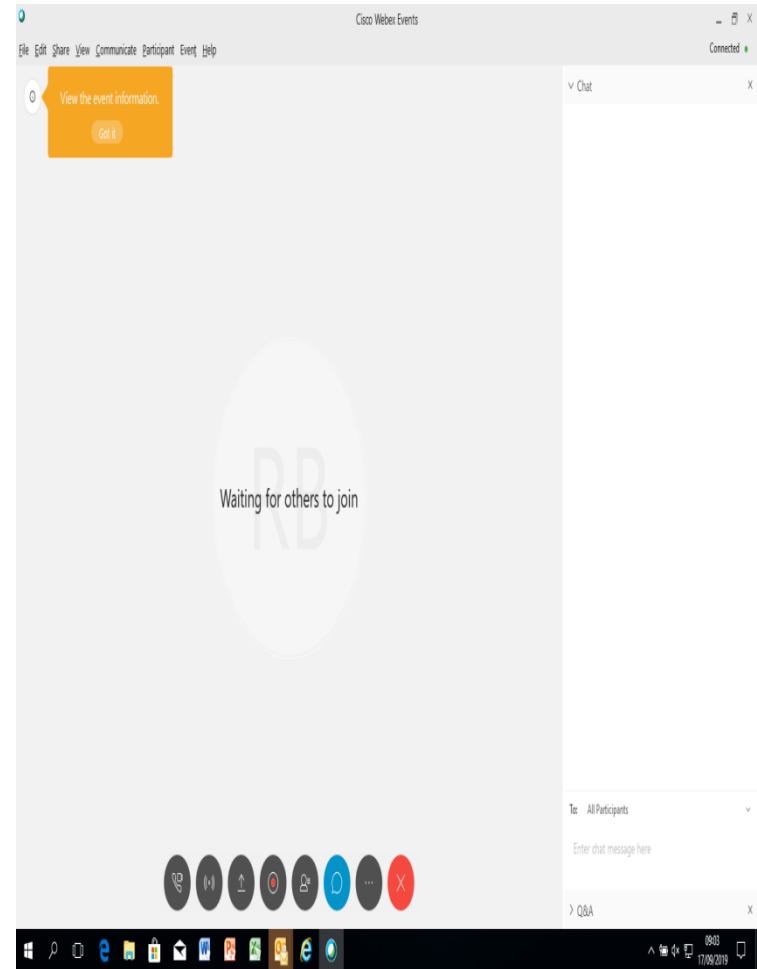 Cisco Webex Events
File Edit Share View Communicate Participant Event Help
Connected
View the event information.
Got it
Chat
RB
Waiting for others to join
To: All Participants
Enter chat message here
Q&A
09:03
17/09/2019